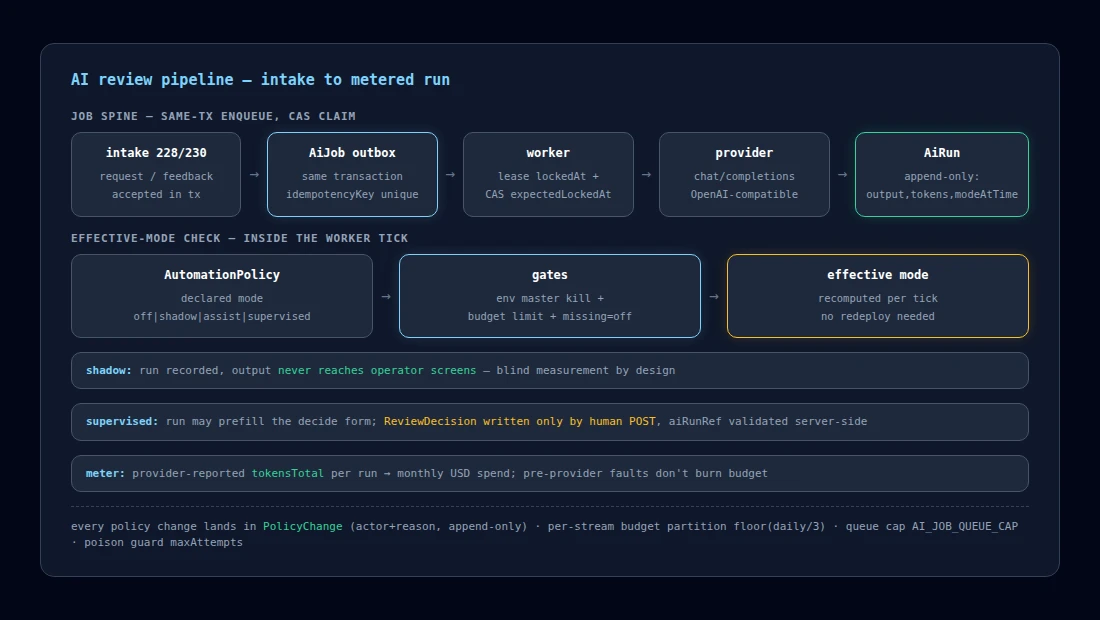 AI review pipeline — intake to metered run
JOB SPINE — SAME-TX ENQUEUE, CAS CLAIM
intake 228/230
request / feedback
accepted in tx
→
AiJob outbox
same transaction
idempotencyKey unique
→
worker
lease lockedAt +
CAS expectedLockedAt
→
provider
chat/completions
OpenAI-compatible
→
AiRun
append-only:
output,tokens,modeAtTime
EFFECTIVE-MODE CHECK — INSIDE THE WORKER TICK
AutomationPolicy
declared mode
off|shadow|assist|supervised
→
gates
env master kill +
budget limit + missing=off
→
effective mode
recomputed per tick
no redeploy needed
shadow: run recorded, output never reaches operator screens — blind measurement by design
supervised: run may prefill the decide form; ReviewDecision written only by human POST, aiRunRef validated server-side
meter: provider-reported tokensTotal per run → monthly USD spend; pre-provider faults don't burn budget
every policy change lands in PolicyChange (actor+reason, append-only) · per-stream budget partition floor(daily/3) · queue cap AI_JOB_QUEUE_CAP
· poison guard maxAttempts